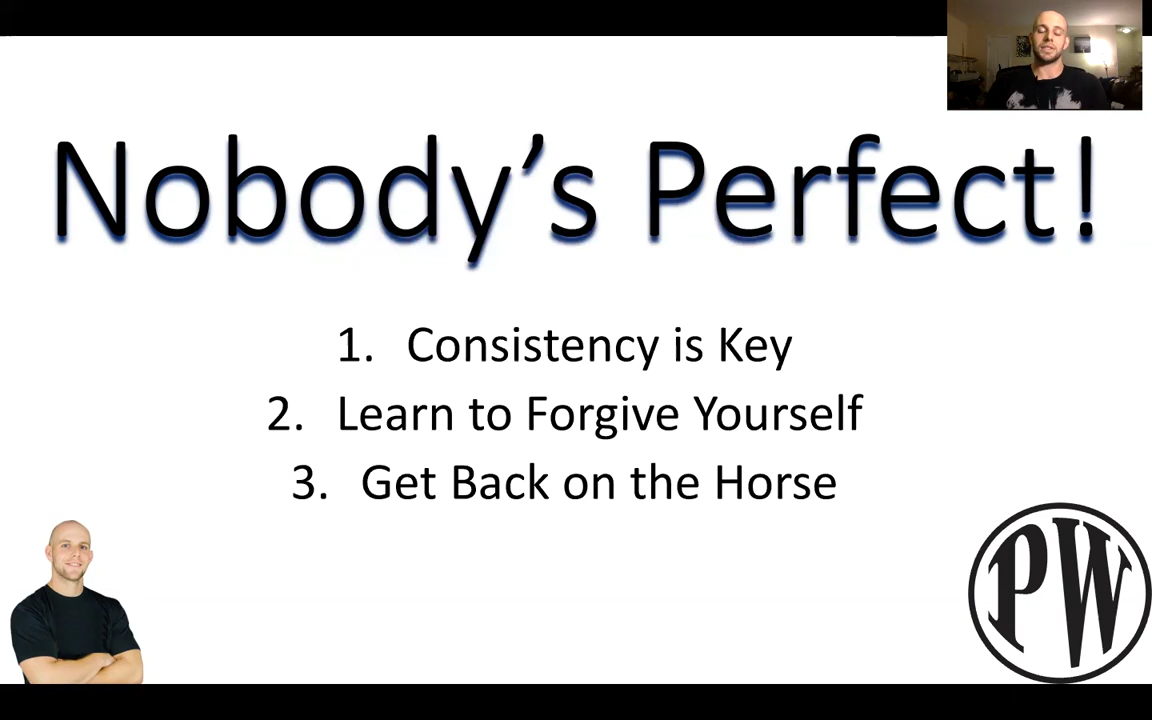 Nobody’s Perfect!
1. Consistency is Key
2. Learn to Forgive Yourself
3. Get Back on the Horse
PW